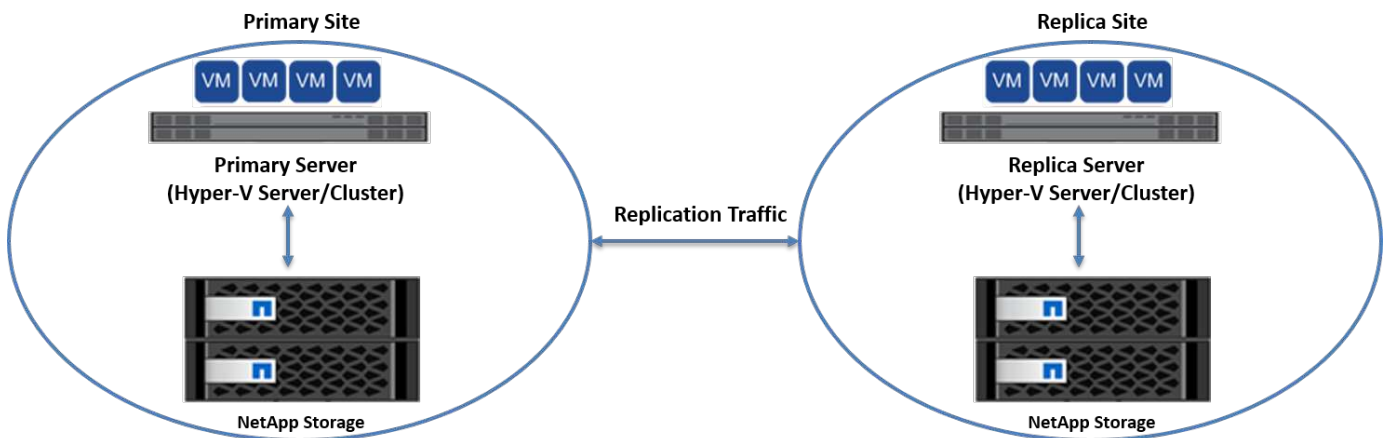 Primary Site
Replica Site
VM VM VM VM
VM VM VM VM
Primary Server
(Hyper-V Server/Cluster)
Replica Server
(Hyper-V Server/Cluster)
Replication Traffic
NetApp Storage
NetApp Storage